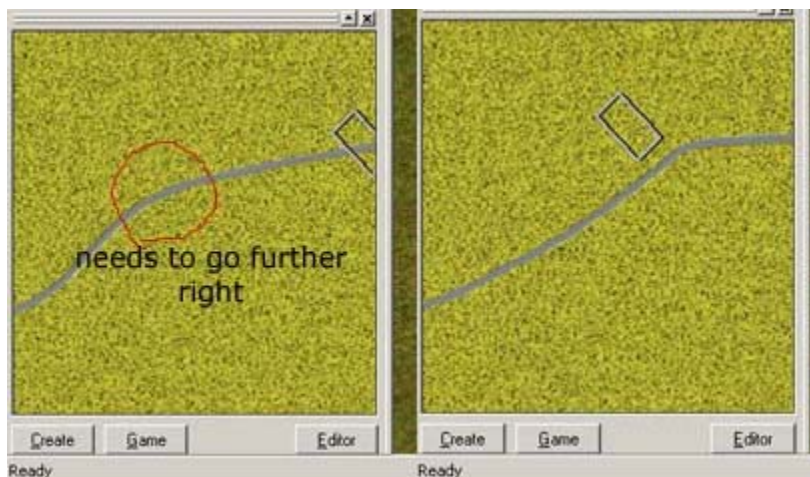 needs to go further
right
Create Game Editor
Create Game Editor
Ready
Ready